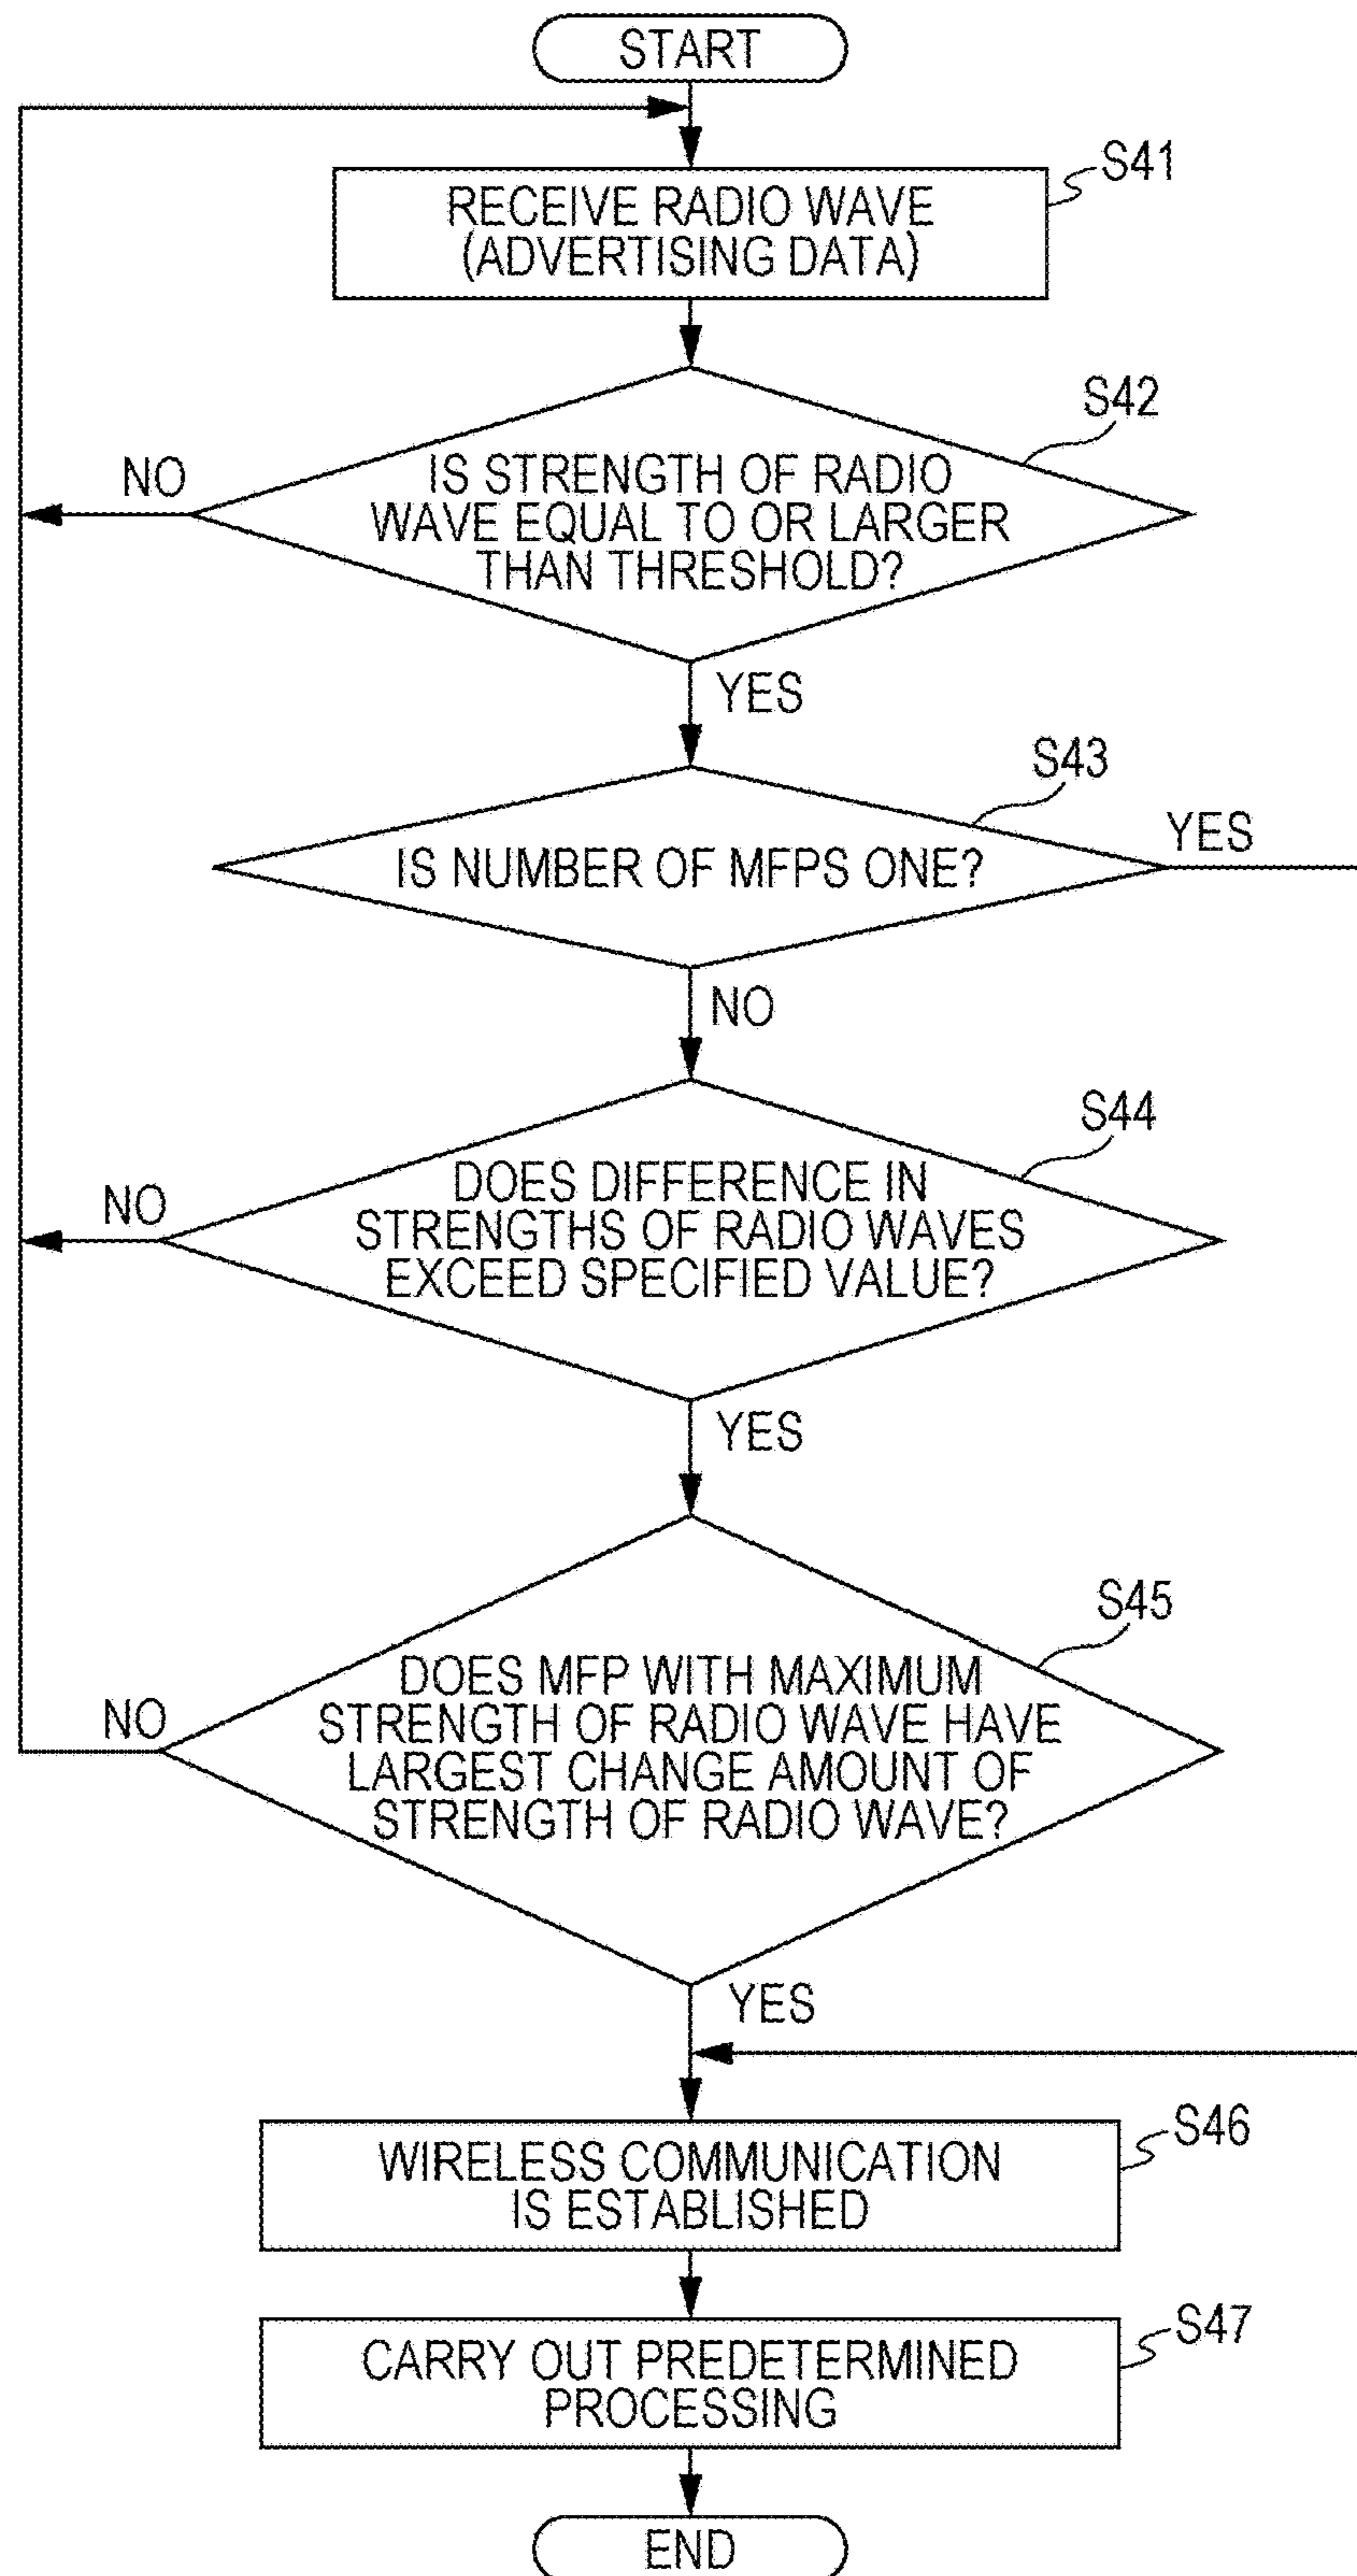 START
S41
RECEIVE RADIO WAVE
(ADVERTISING DATA)
S42
NO
IS STRENGTH OF RADIO
WAVE EQUAL TO OR LARGER
THAN THRESHOLD?
YES
S43
YES
IS NUMBER OF MFPS ONE?
NO
S44
NO
DOES DIFFERENCE IN
STRENGTHS OF RADIO WAVES
EXCEED SPECIFIED VALUE?
YES
S45
NO
DOES MFP WITH MAXIMUM
STRENGTH OF RADIO WAVE HAVE
LARGEST CHANGE AMOUNT OF
STRENGTH OF RADIO WAVE?
YES
S46
WIRELESS COMMUNICATION
IS ESTABLISHED
S47
CARRY OUT PREDETERMINED
PROCESSING
END